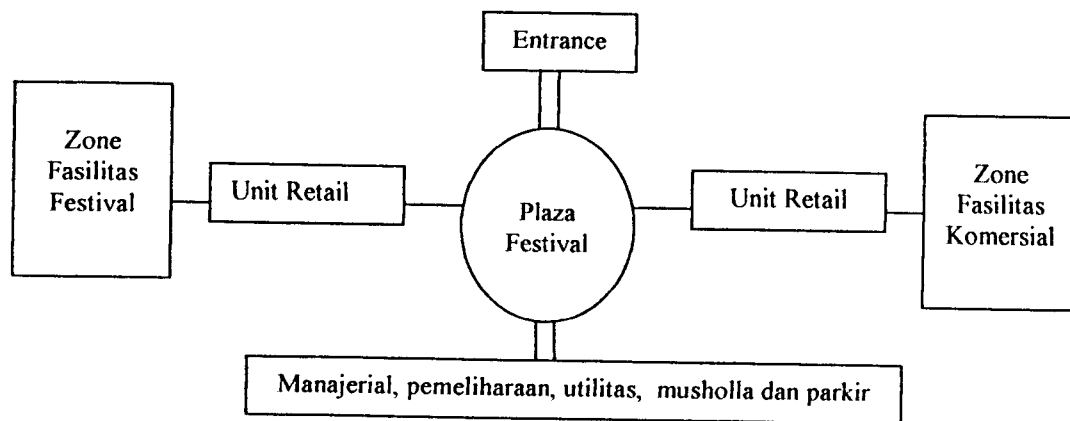 Entrance
Zone
Fasilitas
Festival
Unit Retail
Plaza
Festival
Unit Retail
Zone
Fasilitas
Komersial
Manajerial, pemeliharaan, utilitas, musholla dan parkir